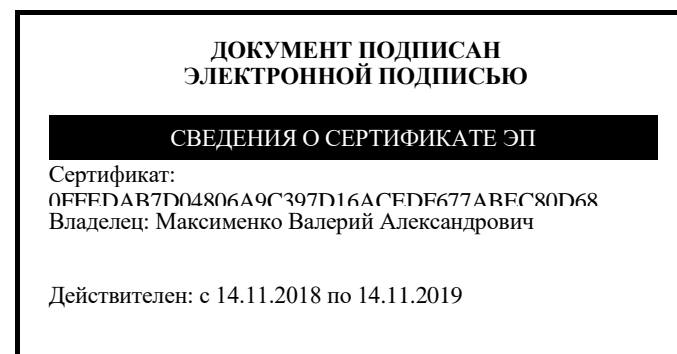 ДОКУМЕНТ ПОДПИСАН
ЭЛЕКТРОННОЙ ПОДПИСЬЮ
СВЕДЕНИЯ О СЕРТИФИКАТЕ ЭП
Сертификат:
Владелец: Максименко Валерий Александрович
Действителен: с 14.11.2018 по 14.11.2019